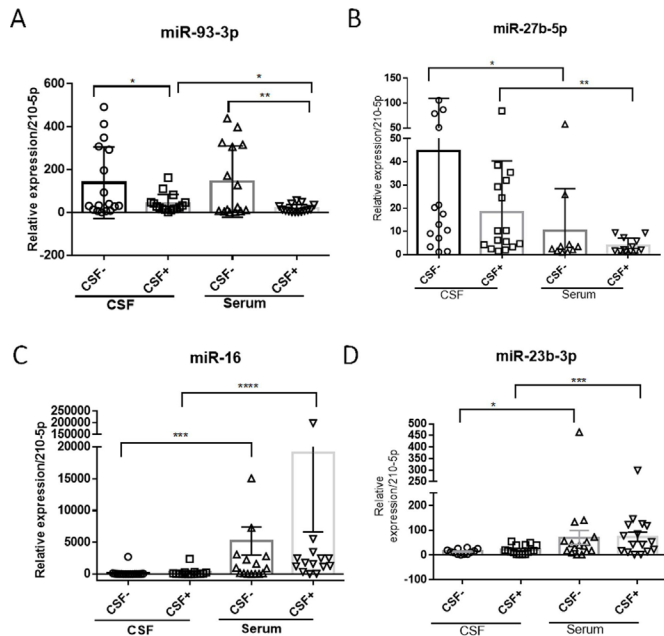 A
miR-93-3p
Relative expression/210-5p
600
400
200
0
-200
*
*
**
CSF-
CSF+
CSF-
CSF+
CSF
Serum
B
miR-27b-5p
Relative expression/210-5p
150
100
50
50
40
30
20
10
0
*
**
CSF-
CSF+
CSF-
CSF+
CSF
Serum
C
miR-16
Relative expression/210-5p
250000
200000
150000
100000
50000
20000
15000
10000
5000
0
***
****
CSF-
CSF+
CSF-
CSF+
CSF
Serum
D
miR-23b-3p
Relative
expression/210-5p
500
450
400
350
300
250
200
200
100
0
-100
*
***
CSF-
CSF+
CSF-
CSF+
CSF
Serum